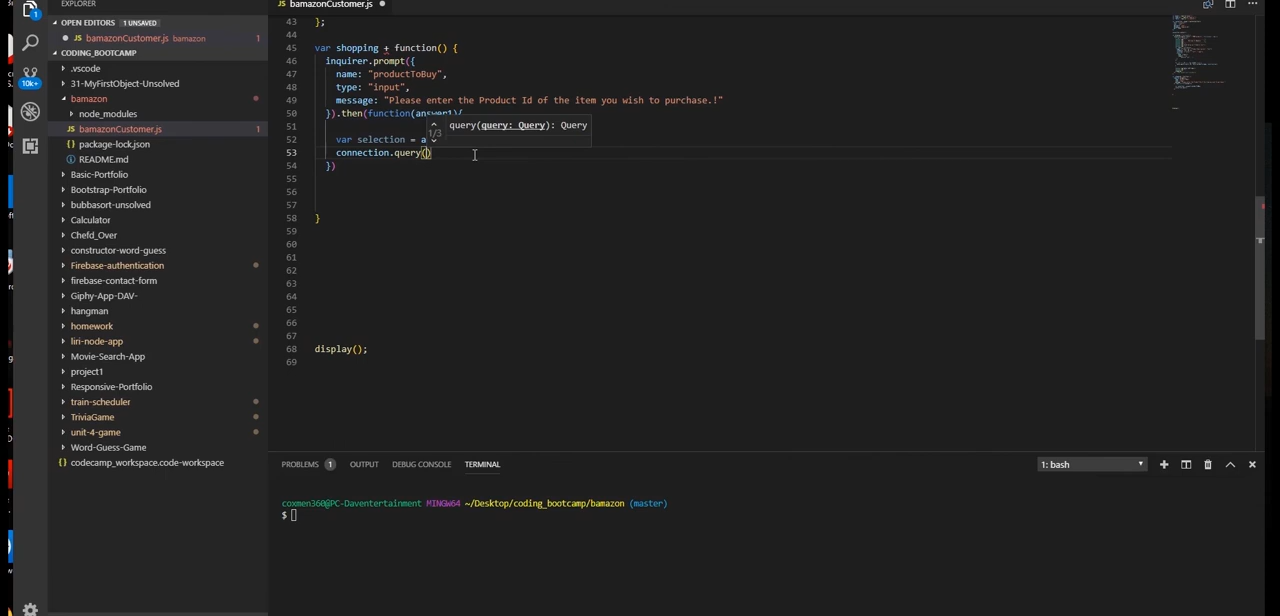 EXPLORER
bamazonCustomer.js ●
1
OPEN EDITORS 1 UNSAVED
● bamazonCustomer.js bamazon 1
CODING_BOOTCAMP
10k+
.vscode
31-MyFirstObject-Unsolved
bamazon
node_modules
JS bamazonCustomer.js 1
package-lock.json
README.md
Basic-Portfolio
Bootstrap-Portfolio
bubbasort-unsolved
Calculator
Chefd_Over
constructor-word-guess
Firebase-authentication
firebase-contact-form
Giphy-App-DAV-
hangman
homework
liri-node-app
Movie-Search-App
project1
Responsive-Portfolio
train-scheduler
TriviaGame
unit-4-game
Word-Guess-Game
{} codecamp_workspace.code-workspace
43 };
44
45 var shopping + function() {
46 inquirer.prompt({
47 name: "productToBuy",
48 type: "input",
49 message: "Please enter the Product Id of the item you wish to purchase.!"
50 }).then(function(answer1){
51
1/3 query(query: Query): Query
52 var selection = a
53 connection.query()
54 })
55
56
57
58 }
59
60
61
62
63
64
65
66
67
68 display();
69
PROBLEMS 1 OUTPUT DEBUG CONSOLE TERMINAL 1: bash
coxmen360@PC-Daventertainment MINGW64 ~/Desktop/coding_bootcamp/bamazon (master)
$